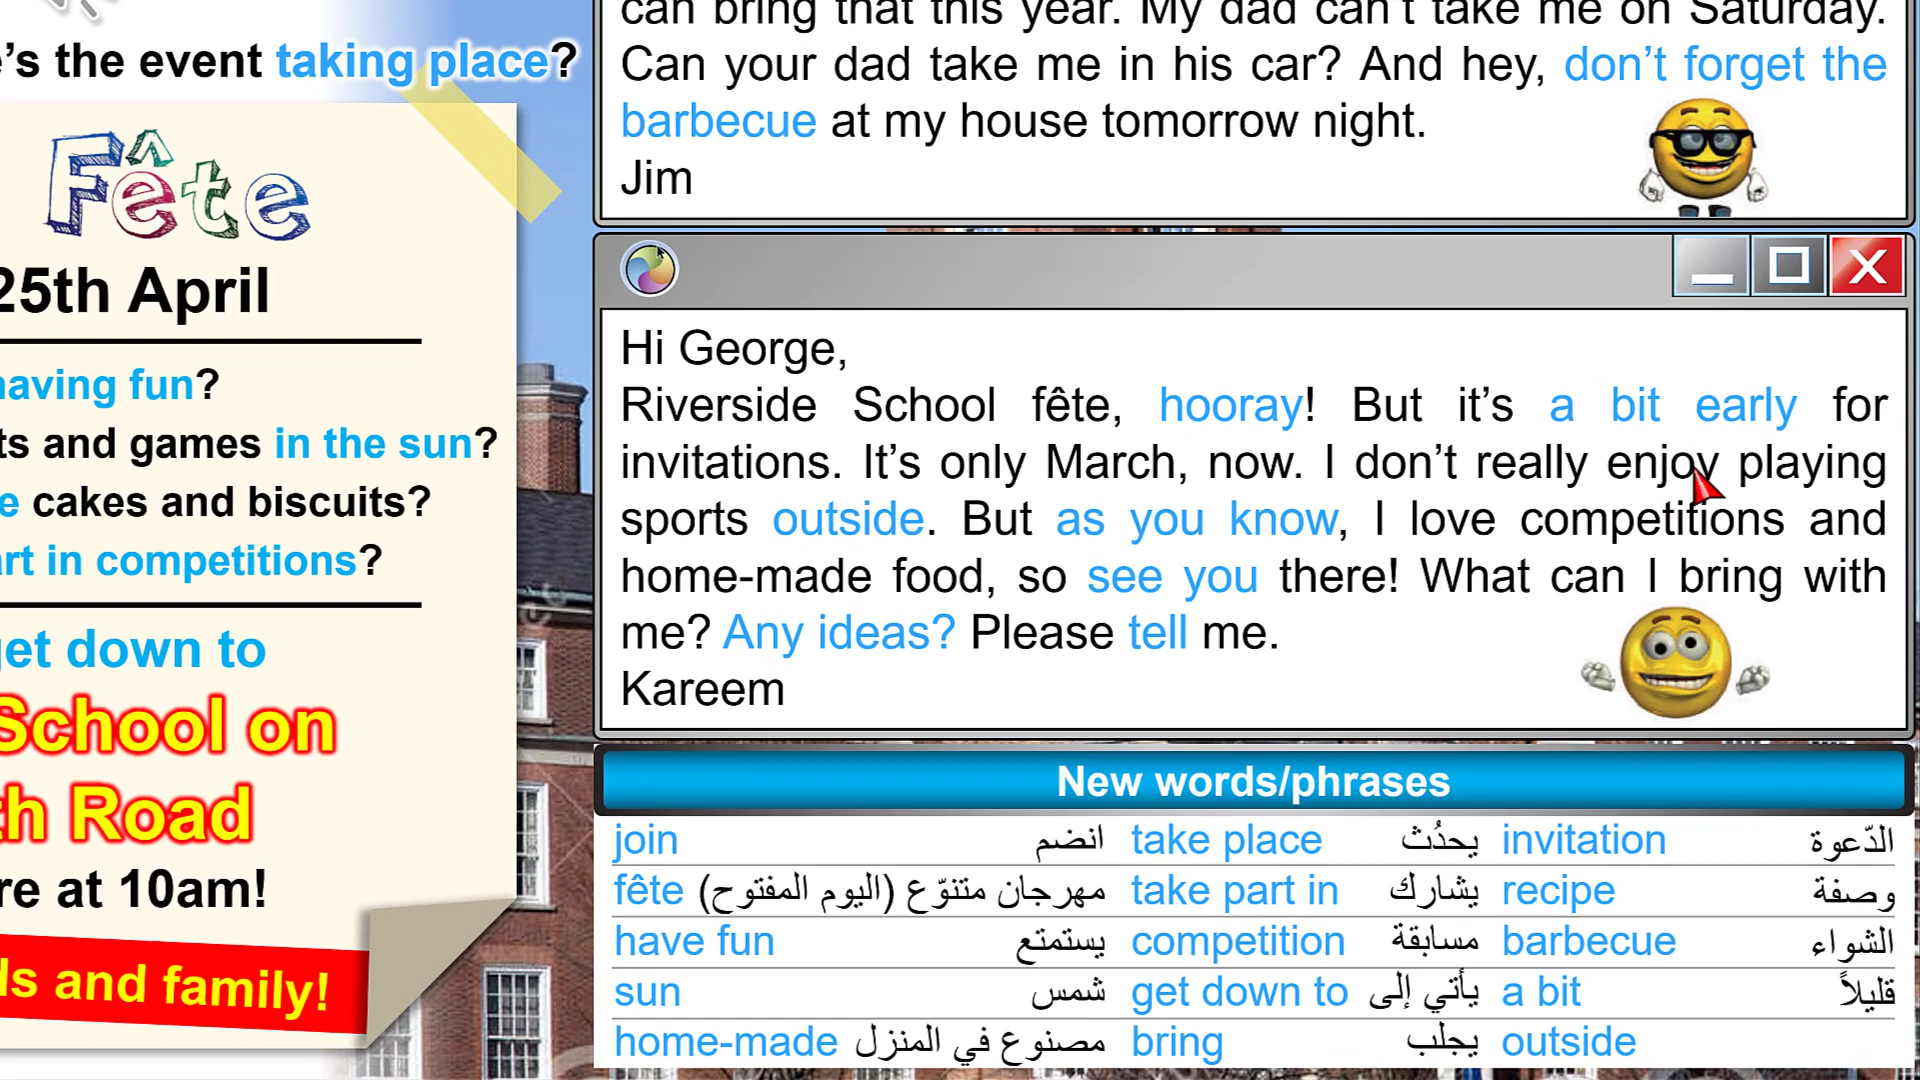 e's the event taking place?
Fête
25th April
having fun?
ts and games in the sun?
e cakes and biscuits?
art in competitions?
get down to
School on
th Road
re at 10am!
ds and family!
can bring that this year. My dad can't take me on Saturday.
Can your dad take me in his car? And hey, don't forget the
barbecue at my house tomorrow night.
Jim
Hi George,
Riverside School fête, hooray! But it's a bit early for
invitations. It's only March, now. I don't really enjoy playing
sports outside. But as you know, I love competitions and
home-made food, so see you there! What can I bring with
me? Any ideas? Please tell me.
Kareem
New words/phrases
join انضم take place يحدُث invitation الدّعوة
fête مهرجان متنوّع (اليوم المفتوح) take part in يشارك recipe وصفة
have fun يستمتع competition مسابقة barbecue الشواء
sun شمس get down to يأتي إلى a bit قليلاً
home-made مصنوع في المنزل bring يجلب outside